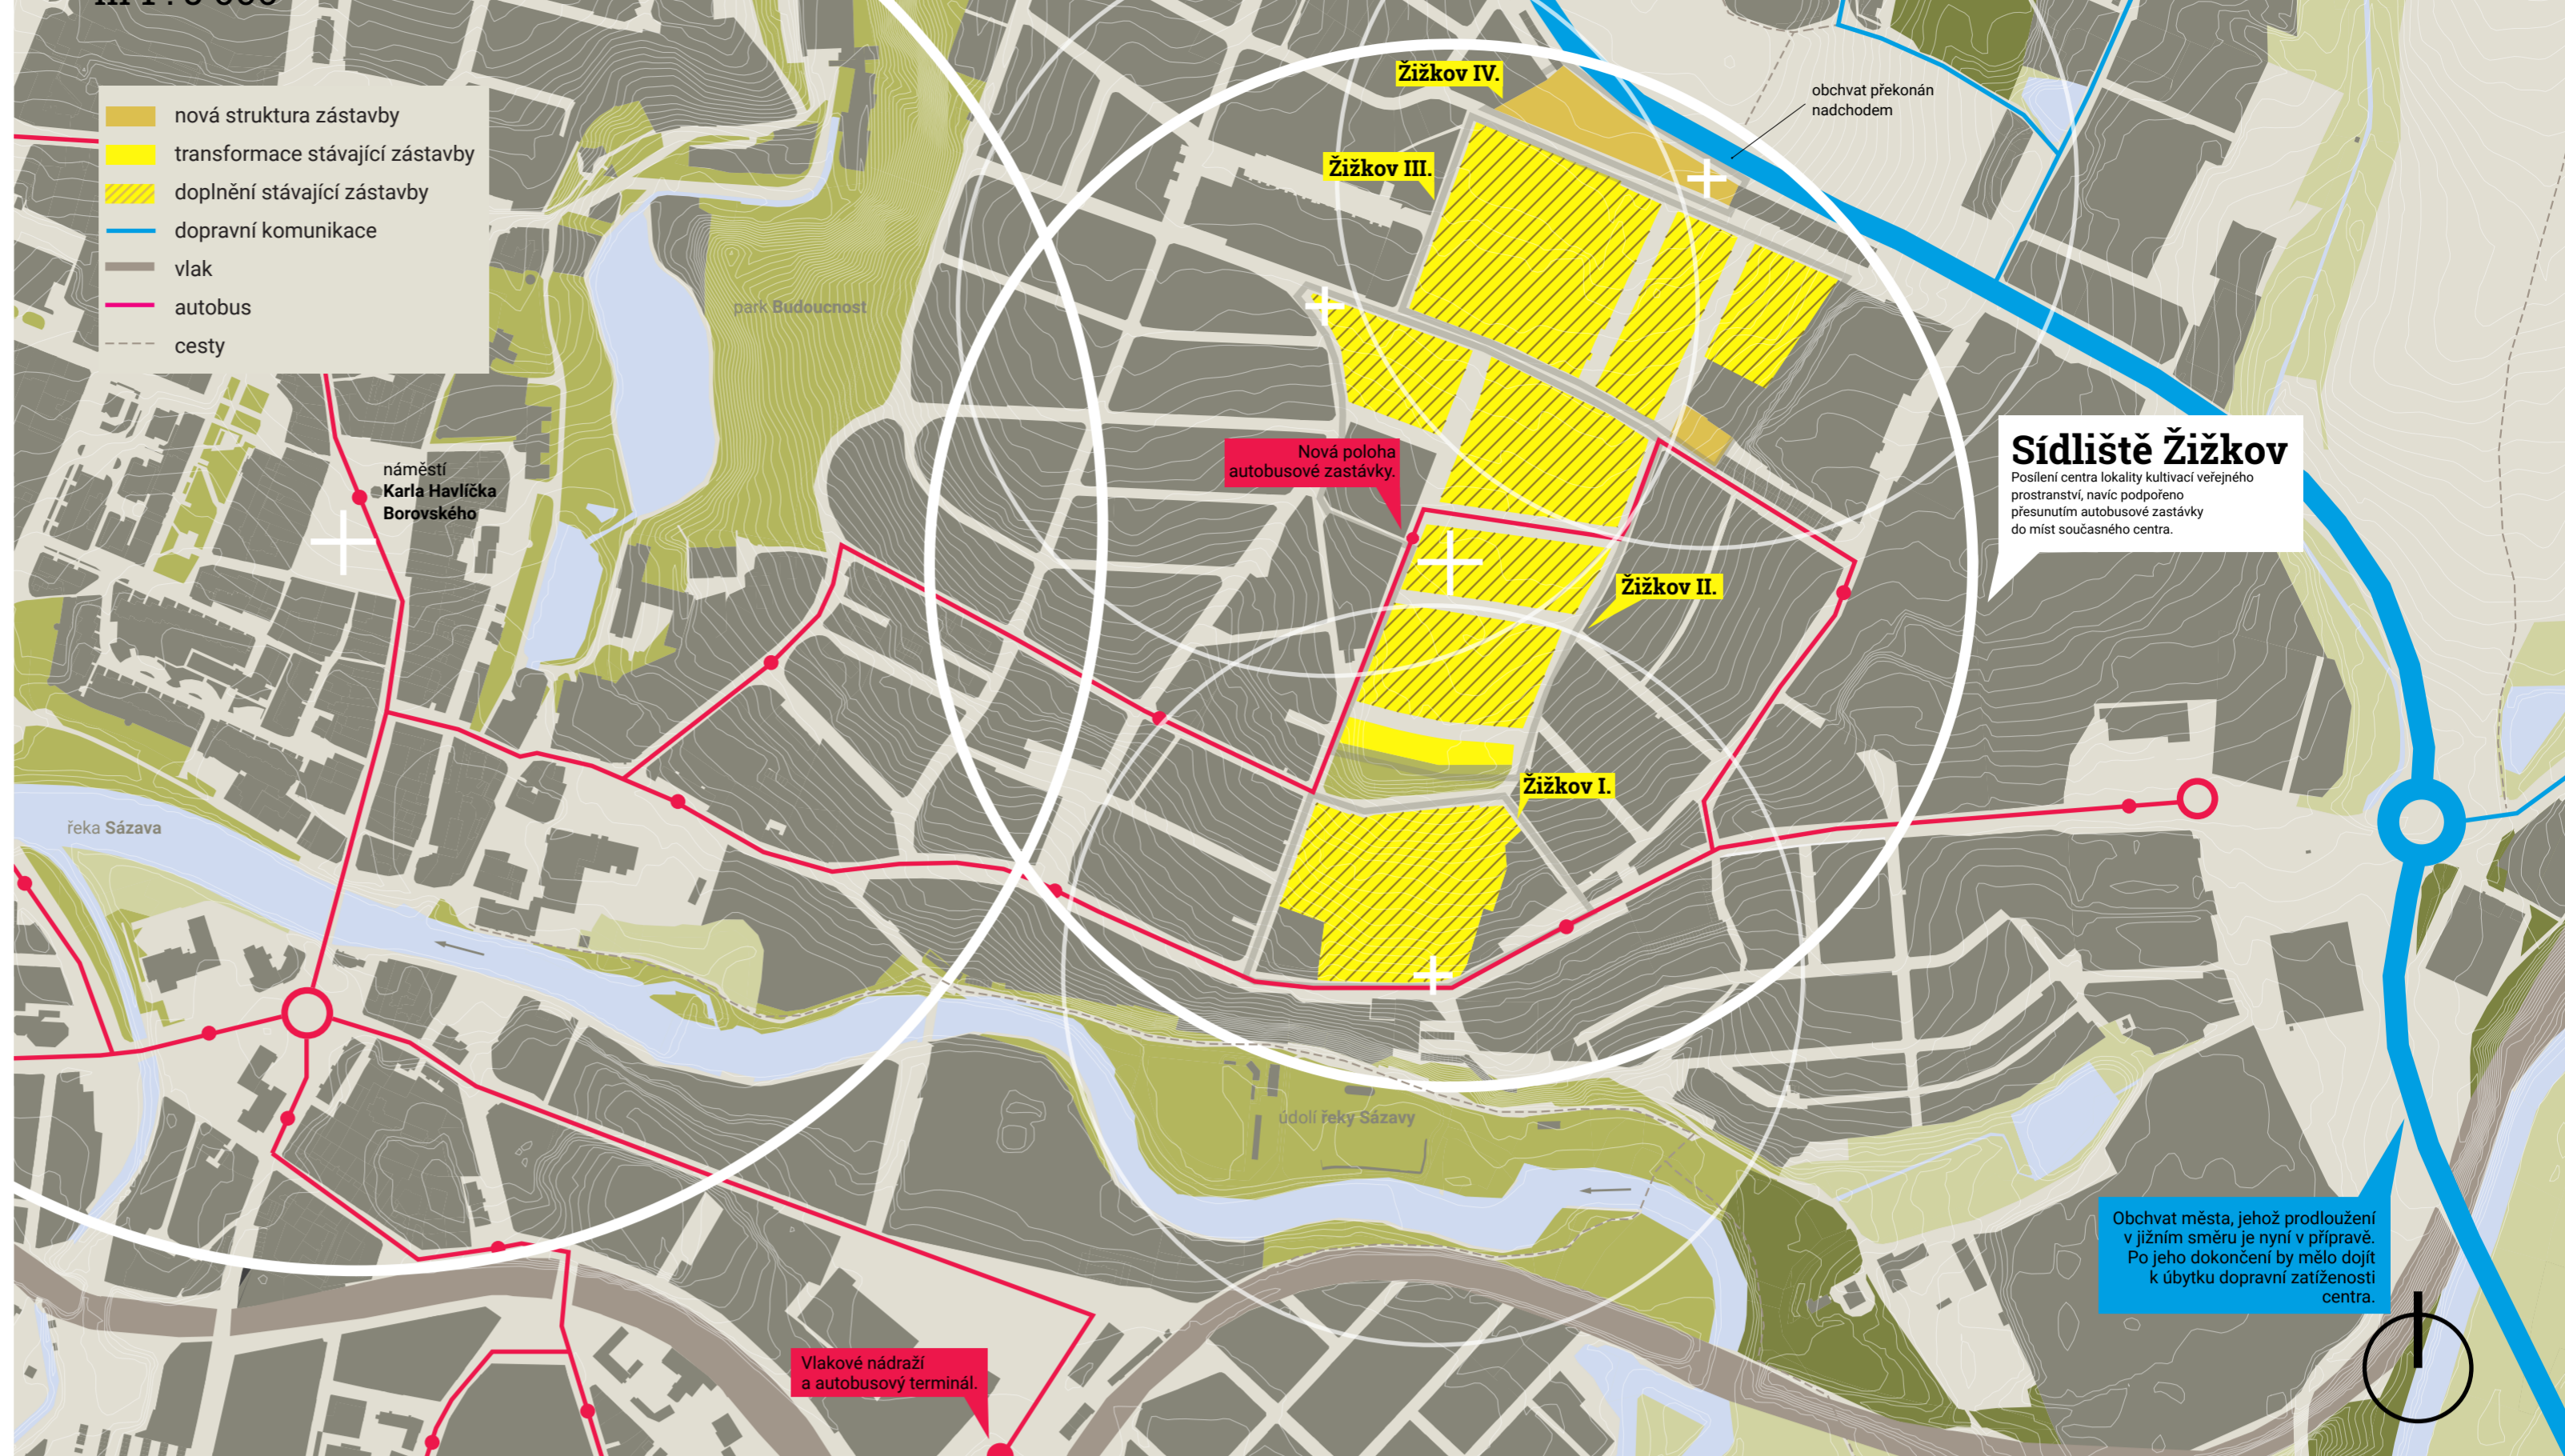 nová struktura zástavby
transformace stávající zástavby
doplnění stávající zástavby
dopravní komunikace
vlak
autobus
cesty
Žižkov IV.
obchvat překonán
nadchodem
Žižkov III.
park Budoucnost
Nová poloha
autobusové zastávky.
Sídliště Žižkov
Posílení centra lokality kultivací veřejného
prostranství, navíc podpořeno
přesunutím autobusové zastávky
do míst současného centra.
náměstí
Karla Havlíčka
Borovského
Žižkov II.
Žižkov I.
řeka Sázava
údolí řeky Sázavy
Obchvat města, jehož prodloužení
v jižním směru je nyní v přípravě.
Po jeho dokončení by mělo dojít
k úbytku dopravní zatíženosti
centra.
Vlakové nádraží
a autobusový terminál.